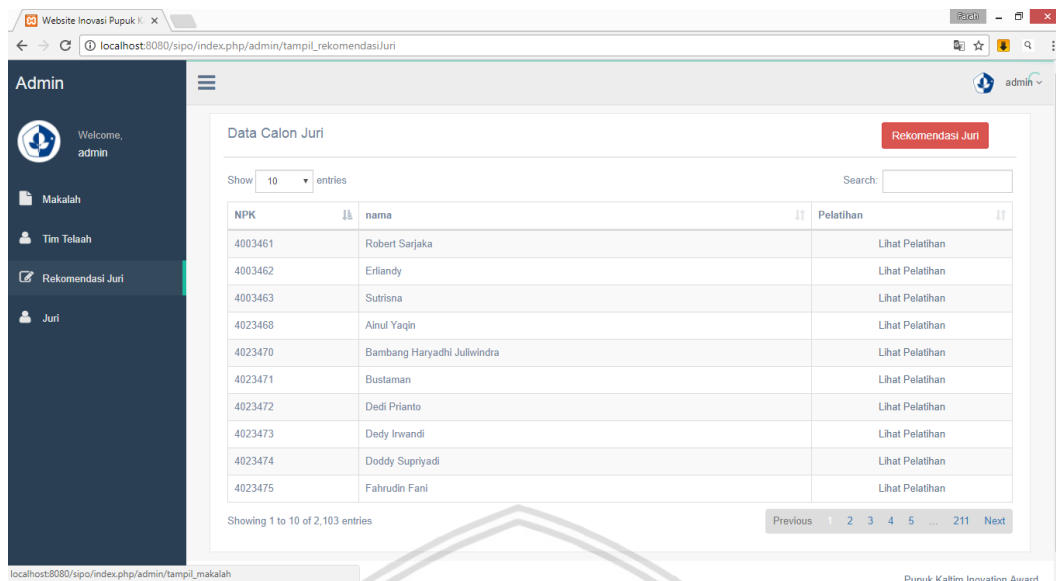 Website Inovasi Pupuk K
Farah
localhost:8080/sipo/index.php/admin/tampil_rekomendasiJuri
Admin
admin
Welcome,
admin
Makalah
Tim Telaah
Rekomendasi Juri
Juri
Data Calon Juri
Rekomendasi Juri
Show 10 entries
Search:
NPK nama Pelatihan
4003461 Robert Sarjaka Lihat Pelatihan
4003462 Erliandy Lihat Pelatihan
4003463 Sutrisna Lihat Pelatihan
4023468 Ainul Yaqin Lihat Pelatihan
4023470 Bambang Haryadhi Juliwindra Lihat Pelatihan
4023471 Bustaman Lihat Pelatihan
4023472 Dedi Prianto Lihat Pelatihan
4023473 Dedy Irwandi Lihat Pelatihan
4023474 Doddy Supriyadi Lihat Pelatihan
4023475 Fahrudin Fani Lihat Pelatihan
Showing 1 to 10 of 2,103 entries
Previous 1 2 3 4 5 ... 211 Next
localhost:8080/sipo/index.php/admin/tampil_makalah
Pupuk Kaltim Inovation Award